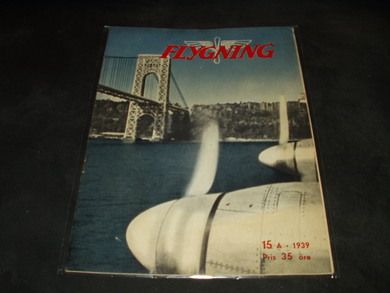 FLYGNING
15 A - 1939
Pris 35 öre